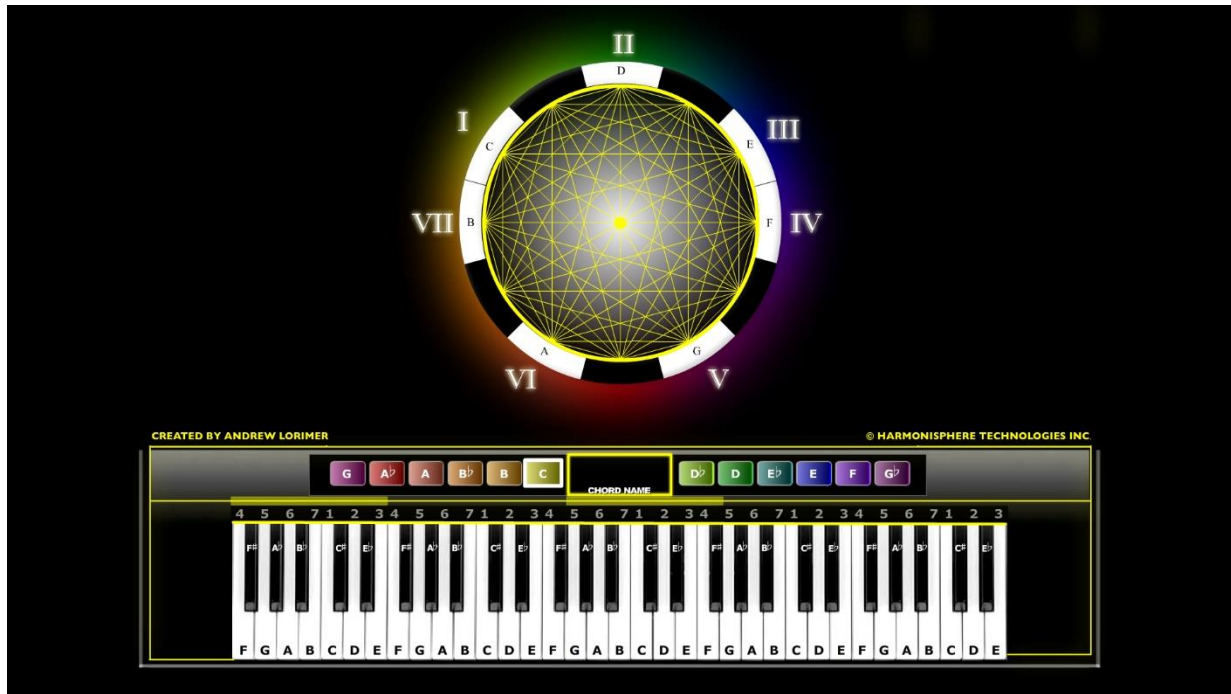 II
D
I III
C E
VII B F IV
A G
VI V
CREATED BY ANDREW LORIMER © HARMONISPHERE TECHNOLOGIES INC.
G A♭ A B♭ B C D♭ D E♭ E F G♭
CHORD NAME
4 5 6 7 1 2 3 4 5 6 7 1 2 3 4 5 6 7 1 2 3 4 5 6 7 1 2 3 4 5 6 7 1 2 3
F# A♭ B♭ C# E♭ F# A♭ B♭ C# E♭ F# A♭ B♭ C# E♭ F# A♭ B♭ C# E♭ F# A♭ B♭ C# E♭
F G A B C D E F G A B C D E F G A B C D E F G A B C D E F G A B C D E